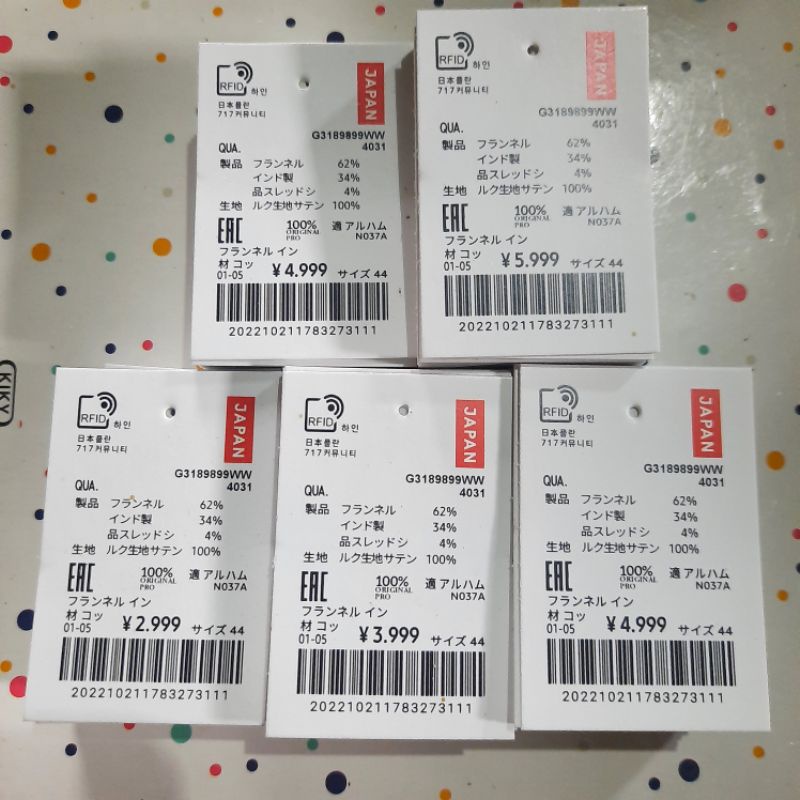 RFID 하인
JAPAN
日本플란
717커뮤니티
G3189899WW
QUA. 4031
製品 フランネル 62%
インド製 34%
品スレッドシ 4%
生地 ルク生地サテン 100%
EAC 100% ORIGINAL PRO 適 アルハム
N037A
フランネル イン
材 コッ
01-05 ¥4.999 サイズ 44
202210211783273111
RFID 하인
JAPAN
日本플란
717커뮤니티
G3189899WW
QUA. 4031
製品 フランネル 62%
インド製 34%
品スレッドシ 4%
生地 ルク生地サテン 100%
EAC 100% ORIGINAL PRO 適 アルハム
N037A
フランネル イン
材 コッ
01-05 ¥5.999 サイズ 44
202210211783273111
KIKY
RFID 하인
JAPAN
日本플란
717커뮤니티
G3189899WW
QUA. 4031
製品 フランネル 62%
インド製 34%
品スレッドシ 4%
生地 ルク生地サテン 100%
EAC 100% ORIGINAL PRO 適 アルハム
N037A
フランネル イン
材 コッ
01-05 ¥2.999 サイズ 44
202210211783273111
RFID 하인
JAPAN
日本플란
717커뮤니티
G3189899WW
QUA. 4031
製品 フランネル 62%
インド製 34%
品スレッドシ 4%
生地 ルク生地サテン 100%
EAC 100% ORIGINAL PRO 適 アルハム
N037A
フランネル イン
材 コッ
01-05 ¥3.999 サイズ 44
202210211783273111
RFID 하인
JAPAN
日本플란
717커뮤니티
G3189899WW
QUA. 4031
製品 フランネル 62%
インド製 34%
品スレッドシ 4%
生地 ルク生地サテン 100%
EAC 100% ORIGINAL PRO 適 アルハム
N037A
フランネル イン
材 コッ
01-05 ¥4.999 サイズ 44
202210211783273111